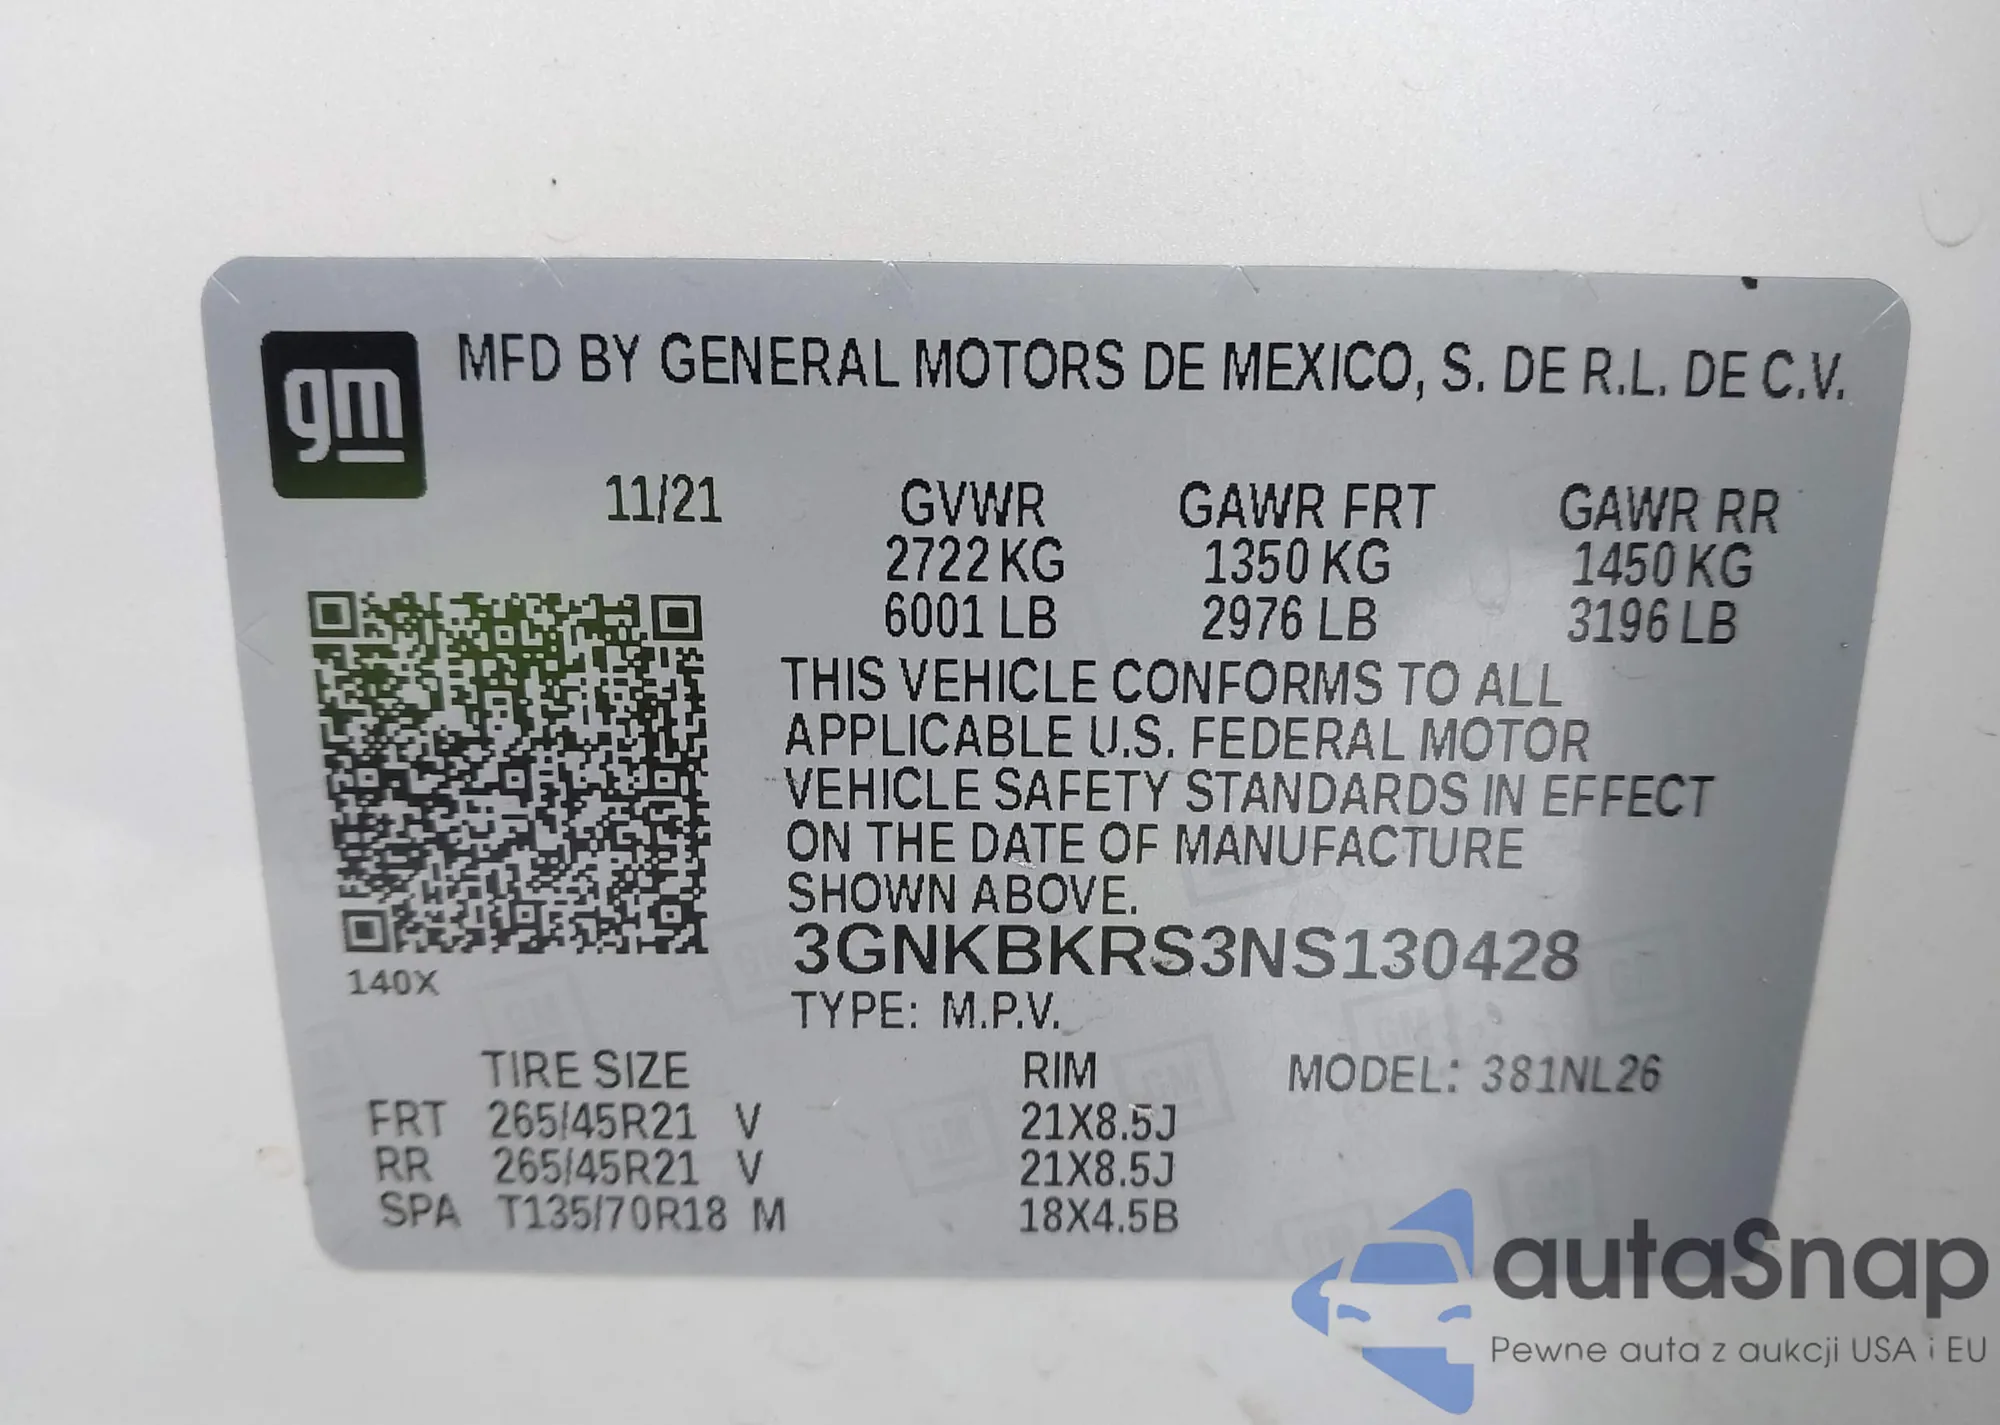 gm
MFD BY GENERAL MOTORS DE MEXICO, S. DE R.L. DE C.V.
11/21 GVWR GAWR FRT GAWR RR
2722 KG 1350 KG 1450 KG
6001 LB 2976 LB 3196 LB
THIS VEHICLE CONFORMS TO ALL
APPLICABLE U.S. FEDERAL MOTOR
VEHICLE SAFETY STANDARDS IN EFFECT
ON THE DATE OF MANUFACTURE
SHOWN ABOVE.
3GNKBKRS3NS130428
140X
TYPE: M.P.V.
TIRE SIZE RIM MODEL: 381NL26
FRT 265/45R21 V 21X8.5J
RR 265/45R21 V 21X8.5J
SPA T135/70R18 M 18X4.5B
autaSnap
Pewne auta z aukcji USA i EU